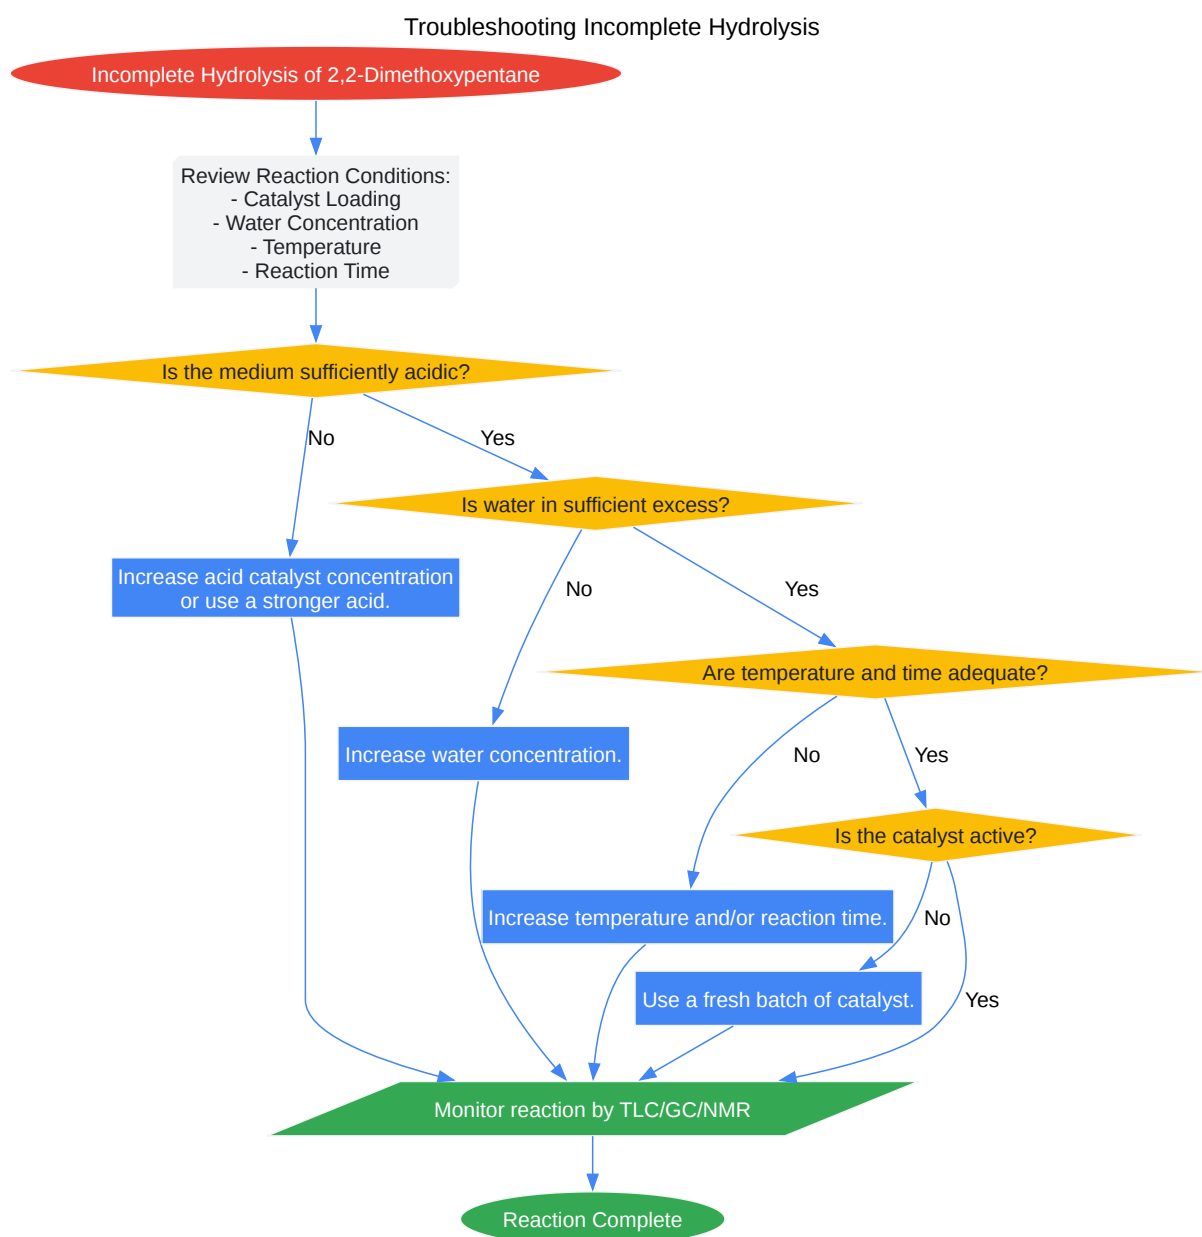 Troubleshooting Incomplete Hydrolysis
Incomplete Hydrolysis of 2,2-Dimethoxypentane
Review Reaction Conditions:
- Catalyst Loading
- Water Concentration
- Temperature
- Reaction Time
Is the medium sufficiently acidic?
No
Yes
Is water in sufficient excess?
Increase acid catalyst concentration
or use a stronger acid.
No
Yes
Are temperature and time adequate?
Increase water concentration.
No
Yes
Is the catalyst active?
Increase temperature and/or reaction time.
No
Use a fresh batch of catalyst.
Yes
Monitor reaction by TLC/GC/NMR
Reaction Complete